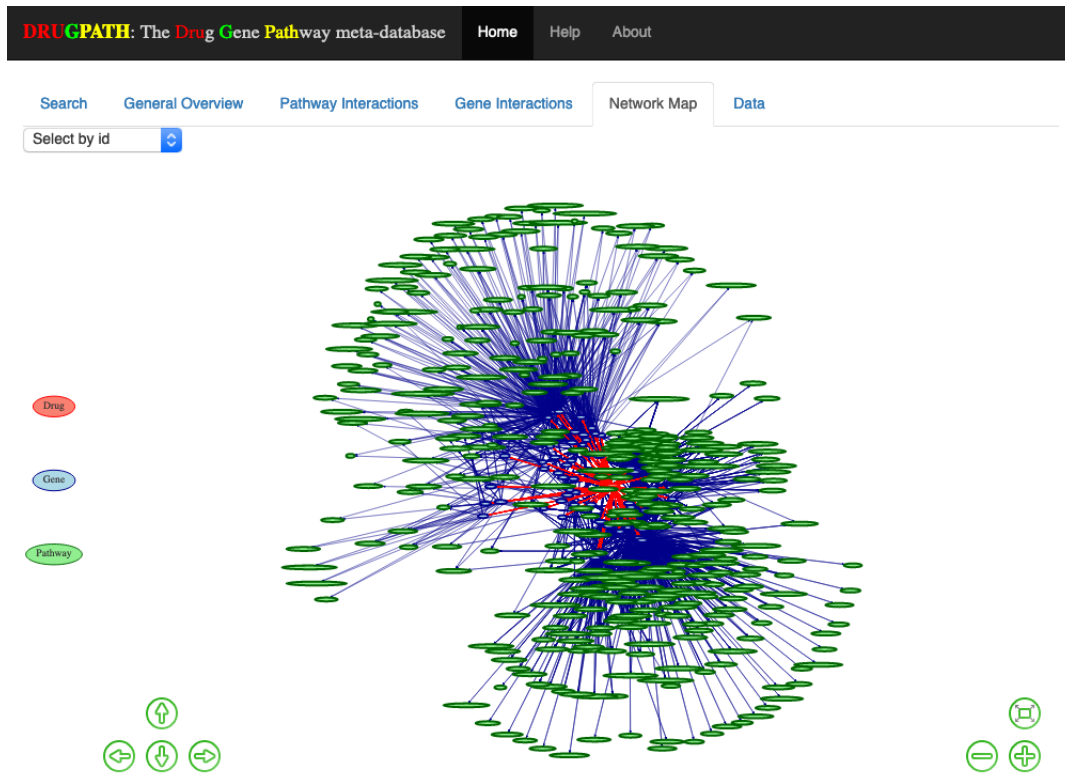 DRUGPATH: The Drug Gene Pathway meta-database Home Help About
Search General Overview Pathway Interactions Gene Interactions Network Map Data
Select by id
Drug
Gene
Pathway